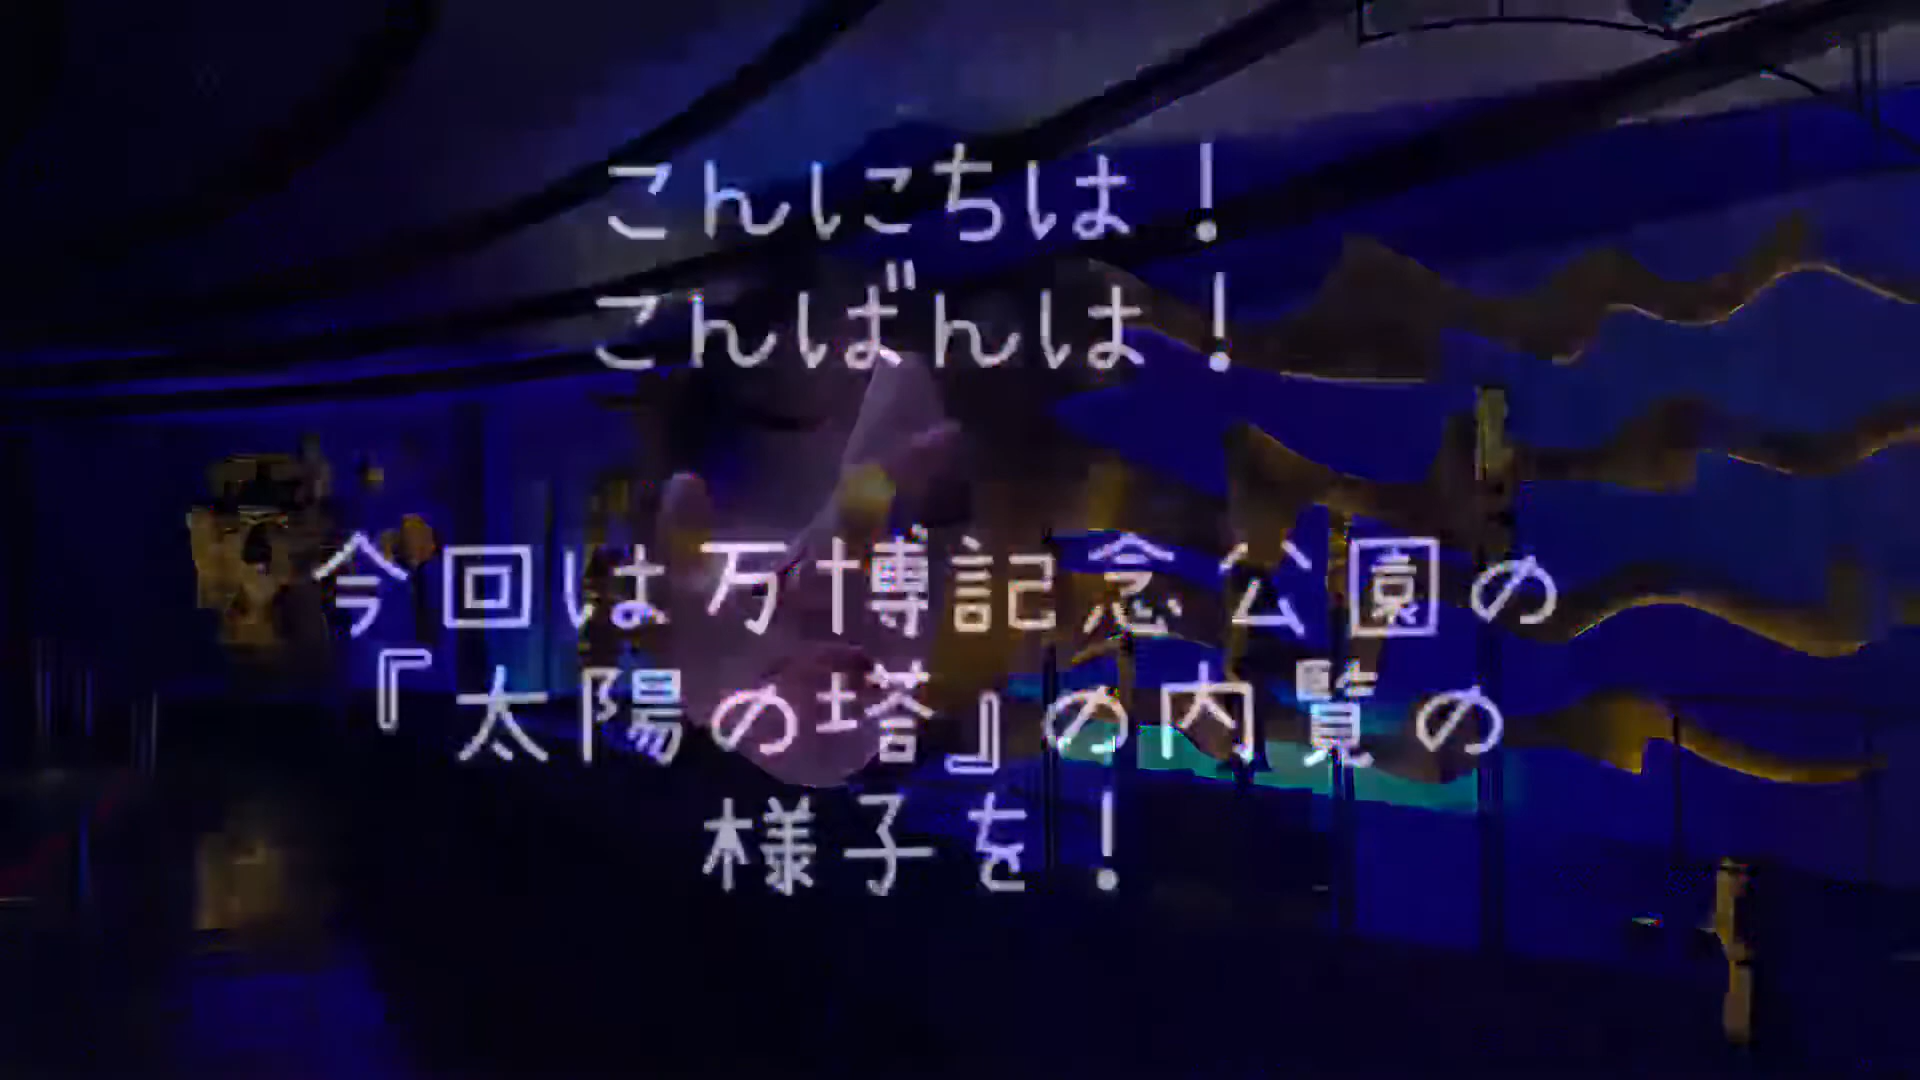 こんにちは！
こんばんは！
今回は万博記念公園の
『太陽の塔』の内覧の
様子を！